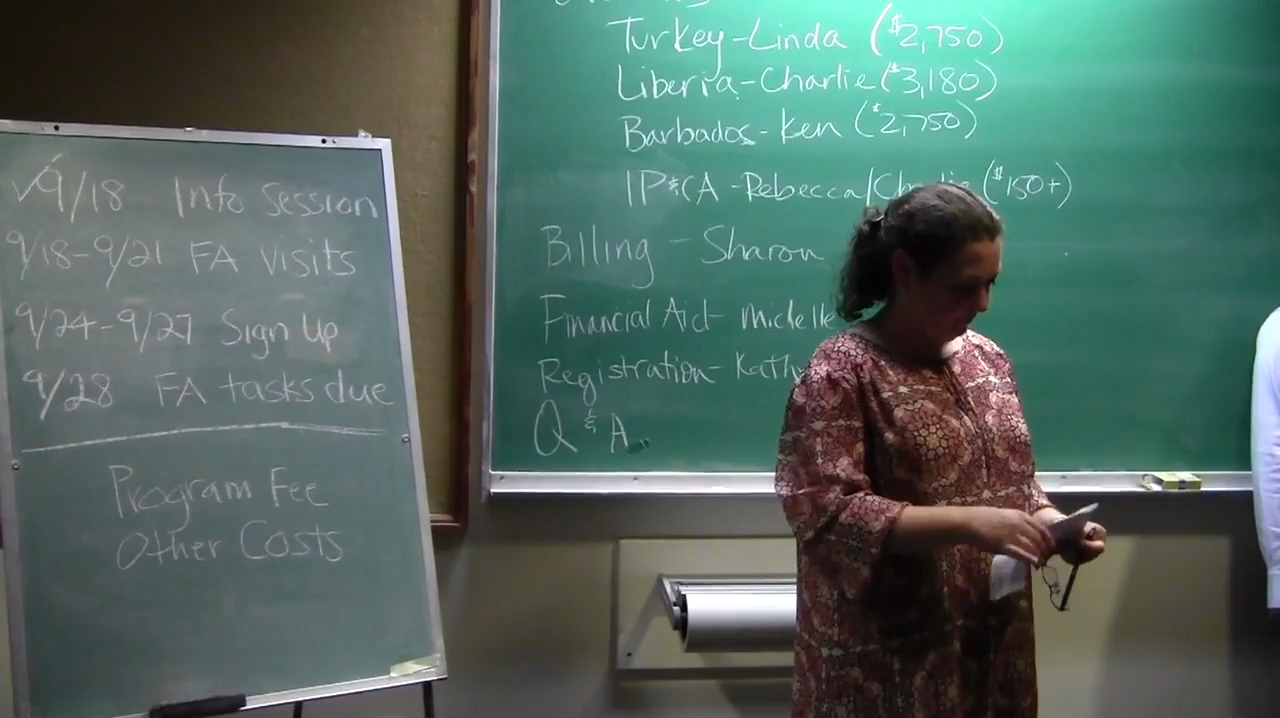 ✓9/18 Info Session
9/18-9/21 FA visits
9/24-9/27 Sign Up
9/28 FA tasks due
Program Fee
Other Costs
Turkey-Linda ($2,750)
Liberia-Charlie ($3,180)
Barbados-Ken ($2,750)
IP&CA-Rebecca/Charlie ($150+)
Billing - Sharon
Financial Aid- Michelle
Registration-Kathy
Q & A